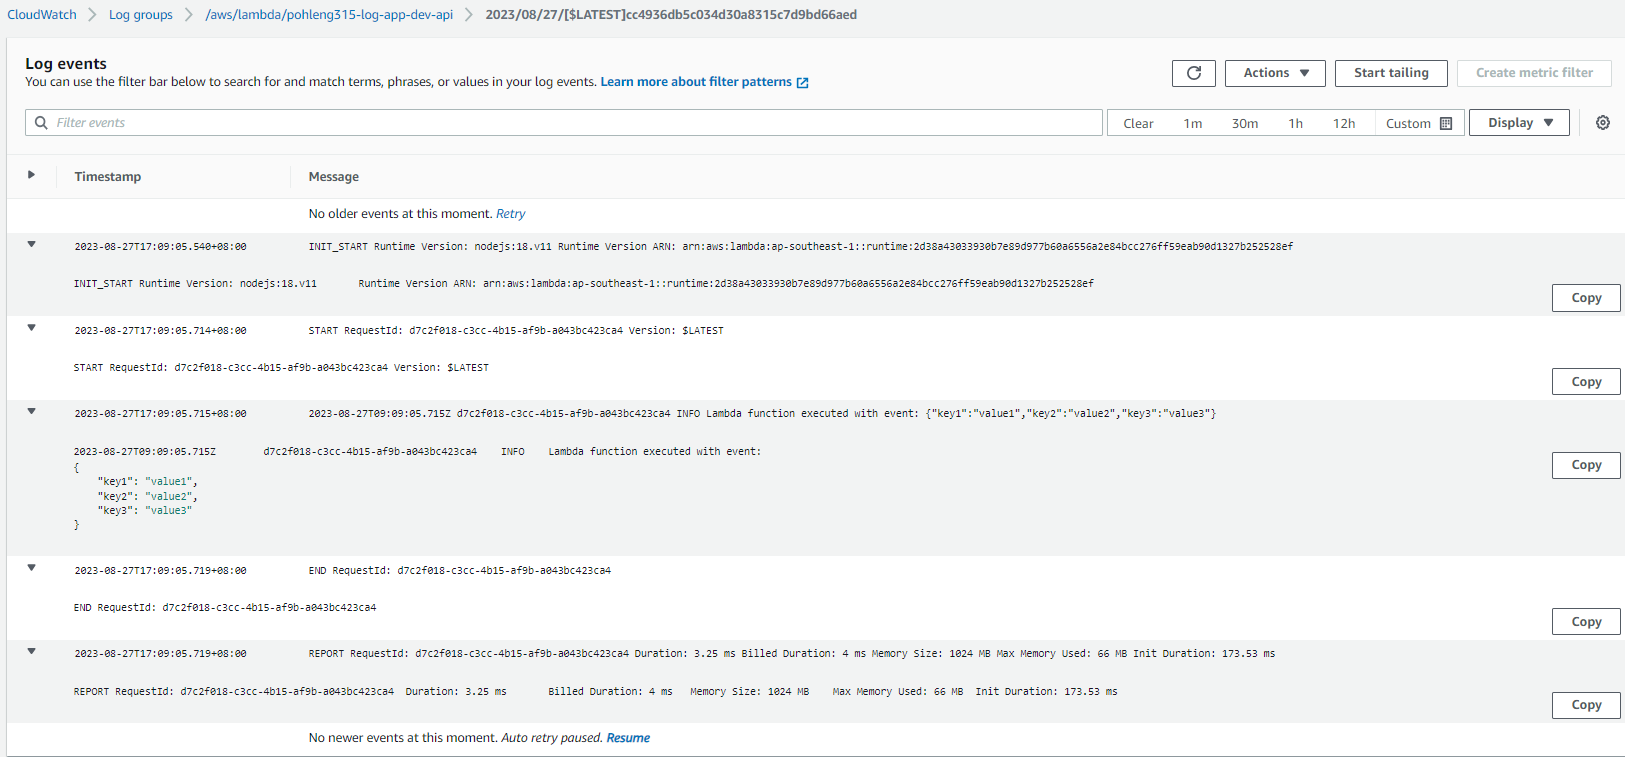 CloudWatch Log groups /aws/lambda/pohleng315-log-app-dev-api 2023/08/27/[$LATEST]cc4936db5c034d30a8315c7d9bd66aed
Log events
You can use the filter bar below to search for and match terms, phrases, or values in your log events. Learn more about filter patterns
Actions Start tailing Create metric filter
Filter events Clear 1m 30m 1h 12h Custom Display
Timestamp Message
No older events at this moment. Retry
2023-08-27T17:09:05.540+08:00 INIT_START Runtime Version: nodejs:18.v11 Runtime Version ARN: arn:aws:lambda:ap-southeast-1::runtime:2d38a43033930b7e89d977b60a6556a2e84bcc276ff59eab90d1327b252528ef
INIT_START Runtime Version: nodejs:18.v11 Runtime Version ARN: arn:aws:lambda:ap-southeast-1::runtime:2d38a43033930b7e89d977b60a6556a2e84bcc276ff59eab90d1327b252528ef
Copy
2023-08-27T17:09:05.714+08:00 START RequestId: d7c2f018-c3cc-4b15-af9b-a043bc423ca4 Version: $LATEST
START RequestId: d7c2f018-c3cc-4b15-af9b-a043bc423ca4 Version: $LATEST
Copy
2023-08-27T17:09:05.715+08:00 2023-08-27T09:09:05.715Z d7c2f018-c3cc-4b15-af9b-a043bc423ca4 INFO Lambda function executed with event: {"key1":"value1","key2":"value2","key3":"value3"}
2023-08-27T09:09:05.715Z d7c2f018-c3cc-4b15-af9b-a043bc423ca4 INFO Lambda function executed with event:
Copy
{
"key1": "value1",
"key2": "value2",
"key3": "value3"
}
2023-08-27T17:09:05.719+08:00 END RequestId: d7c2f018-c3cc-4b15-af9b-a043bc423ca4
END RequestId: d7c2f018-c3cc-4b15-af9b-a043bc423ca4
Copy
2023-08-27T17:09:05.719+08:00 REPORT RequestId: d7c2f018-c3cc-4b15-af9b-a043bc423ca4 Duration: 3.25 ms Billed Duration: 4 ms Memory Size: 1024 MB Max Memory Used: 66 MB Init Duration: 173.53 ms
REPORT RequestId: d7c2f018-c3cc-4b15-af9b-a043bc423ca4 Duration: 3.25 ms Billed Duration: 4 ms Memory Size: 1024 MB Max Memory Used: 66 MB Init Duration: 173.53 ms
Copy
No newer events at this moment. Auto retry paused. Resume